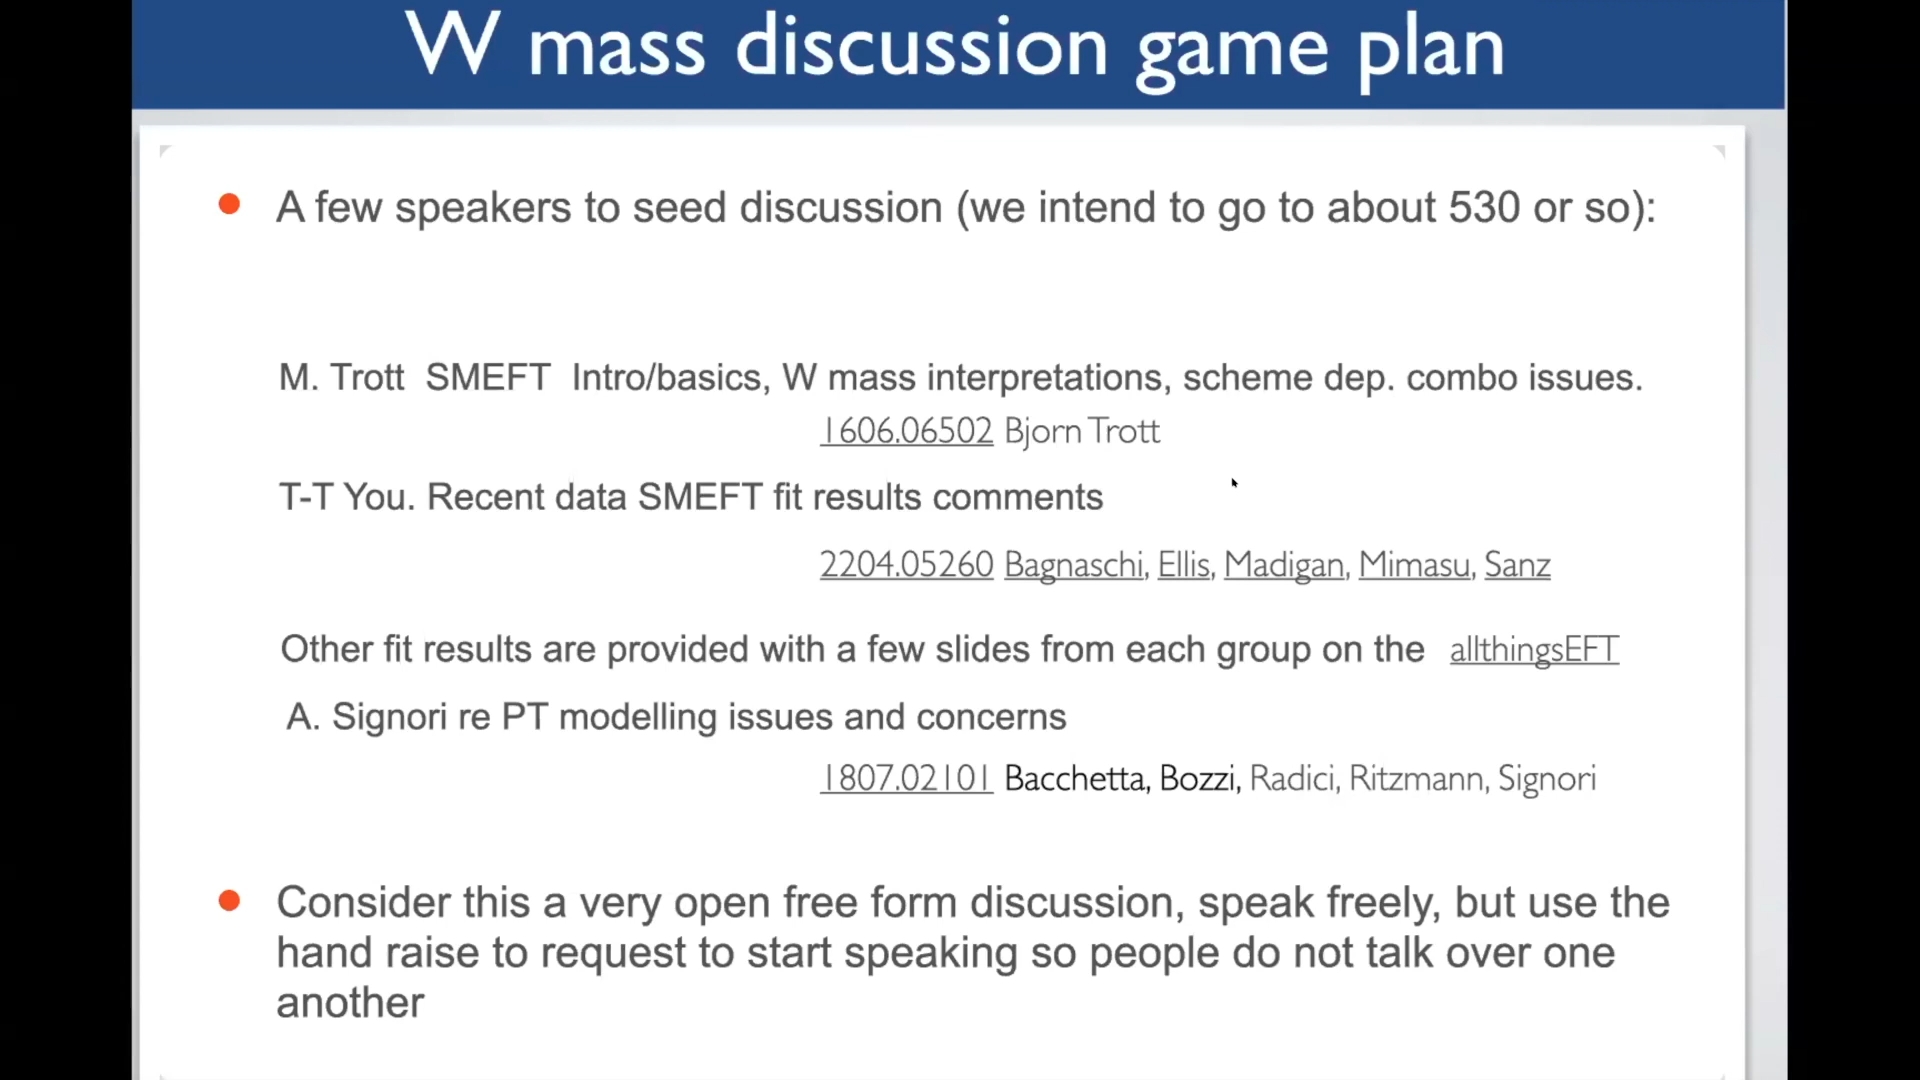 W mass discussion game plan
A few speakers to seed discussion (we intend to go to about 530 or so):
M. Trott SMEFT Intro/basics, W mass interpretations, scheme dep. combo issues.
1606.06502 Bjorn Trott
T-T You. Recent data SMEFT fit results comments
2204.05260 Bagnaschi, Ellis, Madigan, Mimasu, Sanz
Other fit results are provided with a few slides from each group on the allthingsEFT
A. Signori re PT modelling issues and concerns
1807.02101 Bacchetta, Bozzi, Radici, Ritzmann, Signori
Consider this a very open free form discussion, speak freely, but use the
hand raise to request to start speaking so people do not talk over one
another